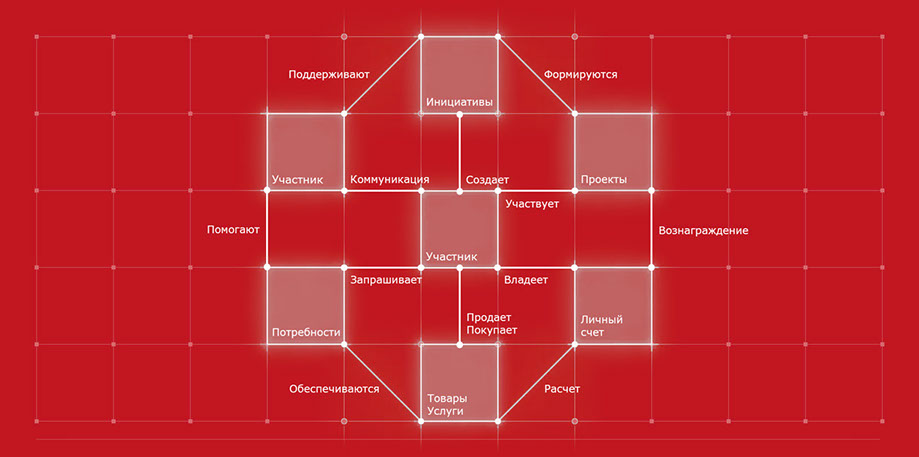 Поддерживают
Формируются
Инициативы
Участник
Коммуникация
Создает
Проекты
Участвует
Помогают
Вознаграждение
Участник
Запрашивает
Владеет
Потребности
Продает
Покупает
Личный
счет
Обеспечиваются
Расчет
Товары
Услуги